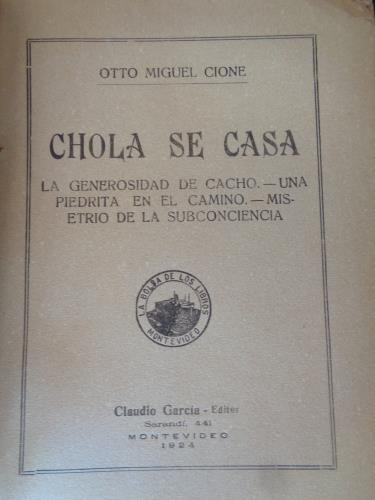 OTTO MIGUEL CIONE
CHOLA SE CASA
LA GENEROSIDAD DE CACHO.—UNA
PIEDRITA EN EL CAMINO.—MIS-
ETRIO DE LA SUBCONCIENCIA
LA BOLSA DE LOS LIBROS
MONTEVIDEO
Claudio García - Editor
Sarandí, 441
MONTEVIDEO
1924